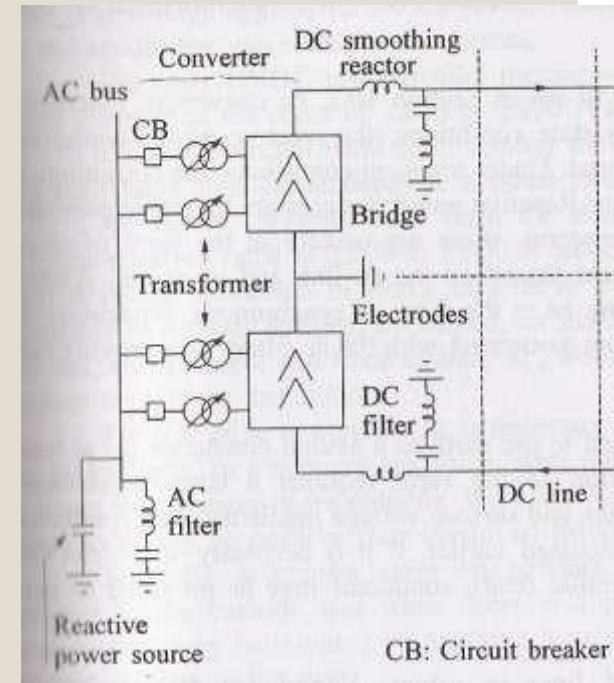 DC smoothing
reactor
Converter
AC bus
CB
Bridge
Transformer
Electrodes
DC
filter
DC line
AC
filter
Reactive
power source
CB: Circuit breaker